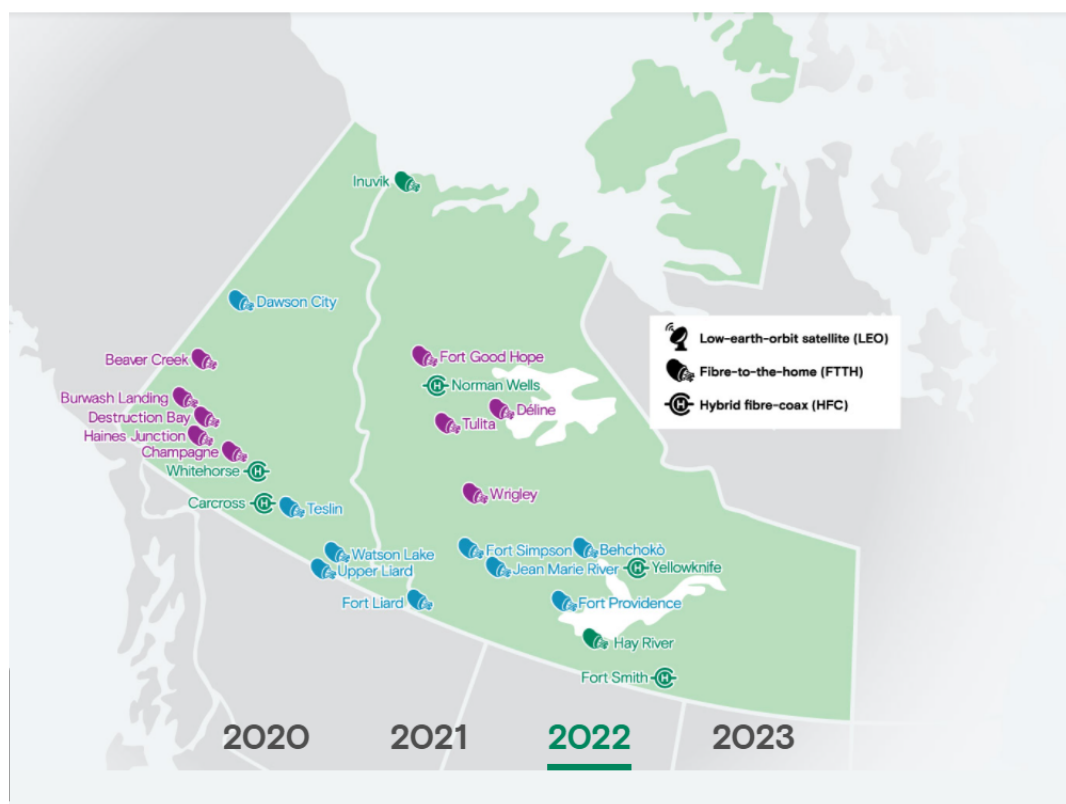 Inuvik
Dawson City
Beaver Creek
Fort Good Hope
Norman Wells
Burwash Landing
Destruction Bay
Déline
Tulita
Haines Junction
Champagne
Whitehorse
Wrigley
Carcross
Teslin
Watson Lake
Fort Simpson
Behchokò
Upper Liard
Jean Marie River
Yellowknife
Fort Liard
Fort Providence
Hay River
Fort Smith
Low-earth-orbit satellite (LEO)
Fibre-to-the-home (FTTH)
H Hybrid fibre-coax (HFC)
2020 2021 2022 2023